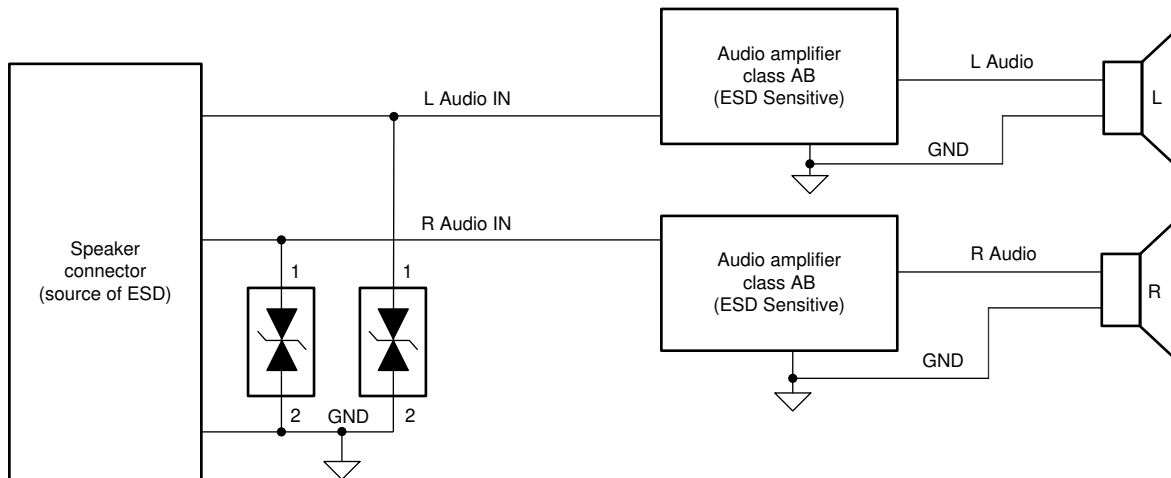 Audio amplifier
class AB
(ESD Sensitive)
L Audio
L
L Audio IN
GND
Speaker
connector
(source of ESD)
R Audio IN
Audio amplifier
class AB
(ESD Sensitive)
R Audio
R
GND
1
1
2
GND
2